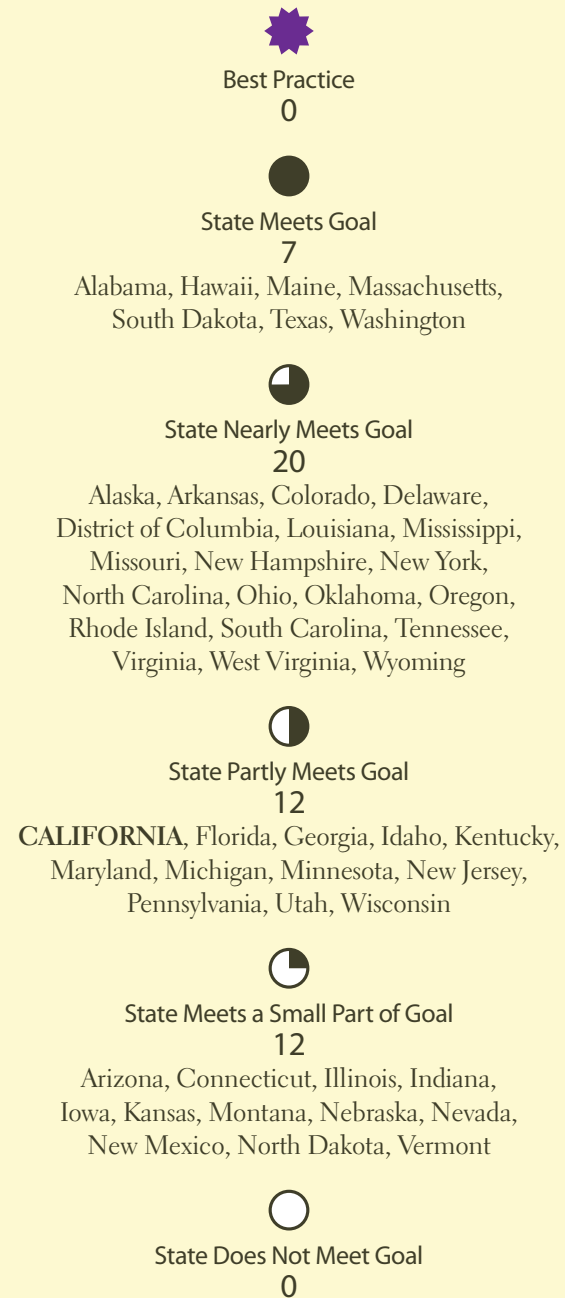 Best Practice
0
State Meets Goal
7
Alabama, Hawaii, Maine, Massachusetts,
South Dakota, Texas, Washington
State Nearly Meets Goal
20
Alaska, Arkansas, Colorado, Delaware,
District of Columbia, Louisiana, Mississippi,
Missouri, New Hampshire, New York,
North Carolina, Ohio, Oklahoma, Oregon,
Rhode Island, South Carolina, Tennessee,
Virginia, West Virginia, Wyoming
State Partly Meets Goal
12
CALIFORNIA, Florida, Georgia, Idaho, Kentucky,
Maryland, Michigan, Minnesota, New Jersey,
Pennsylvania, Utah, Wisconsin
State Meets a Small Part of Goal
12
Arizona, Connecticut, Illinois, Indiana,
Iowa, Kansas, Montana, Nebraska, Nevada,
New Mexico, North Dakota, Vermont
State Does Not Meet Goal
0